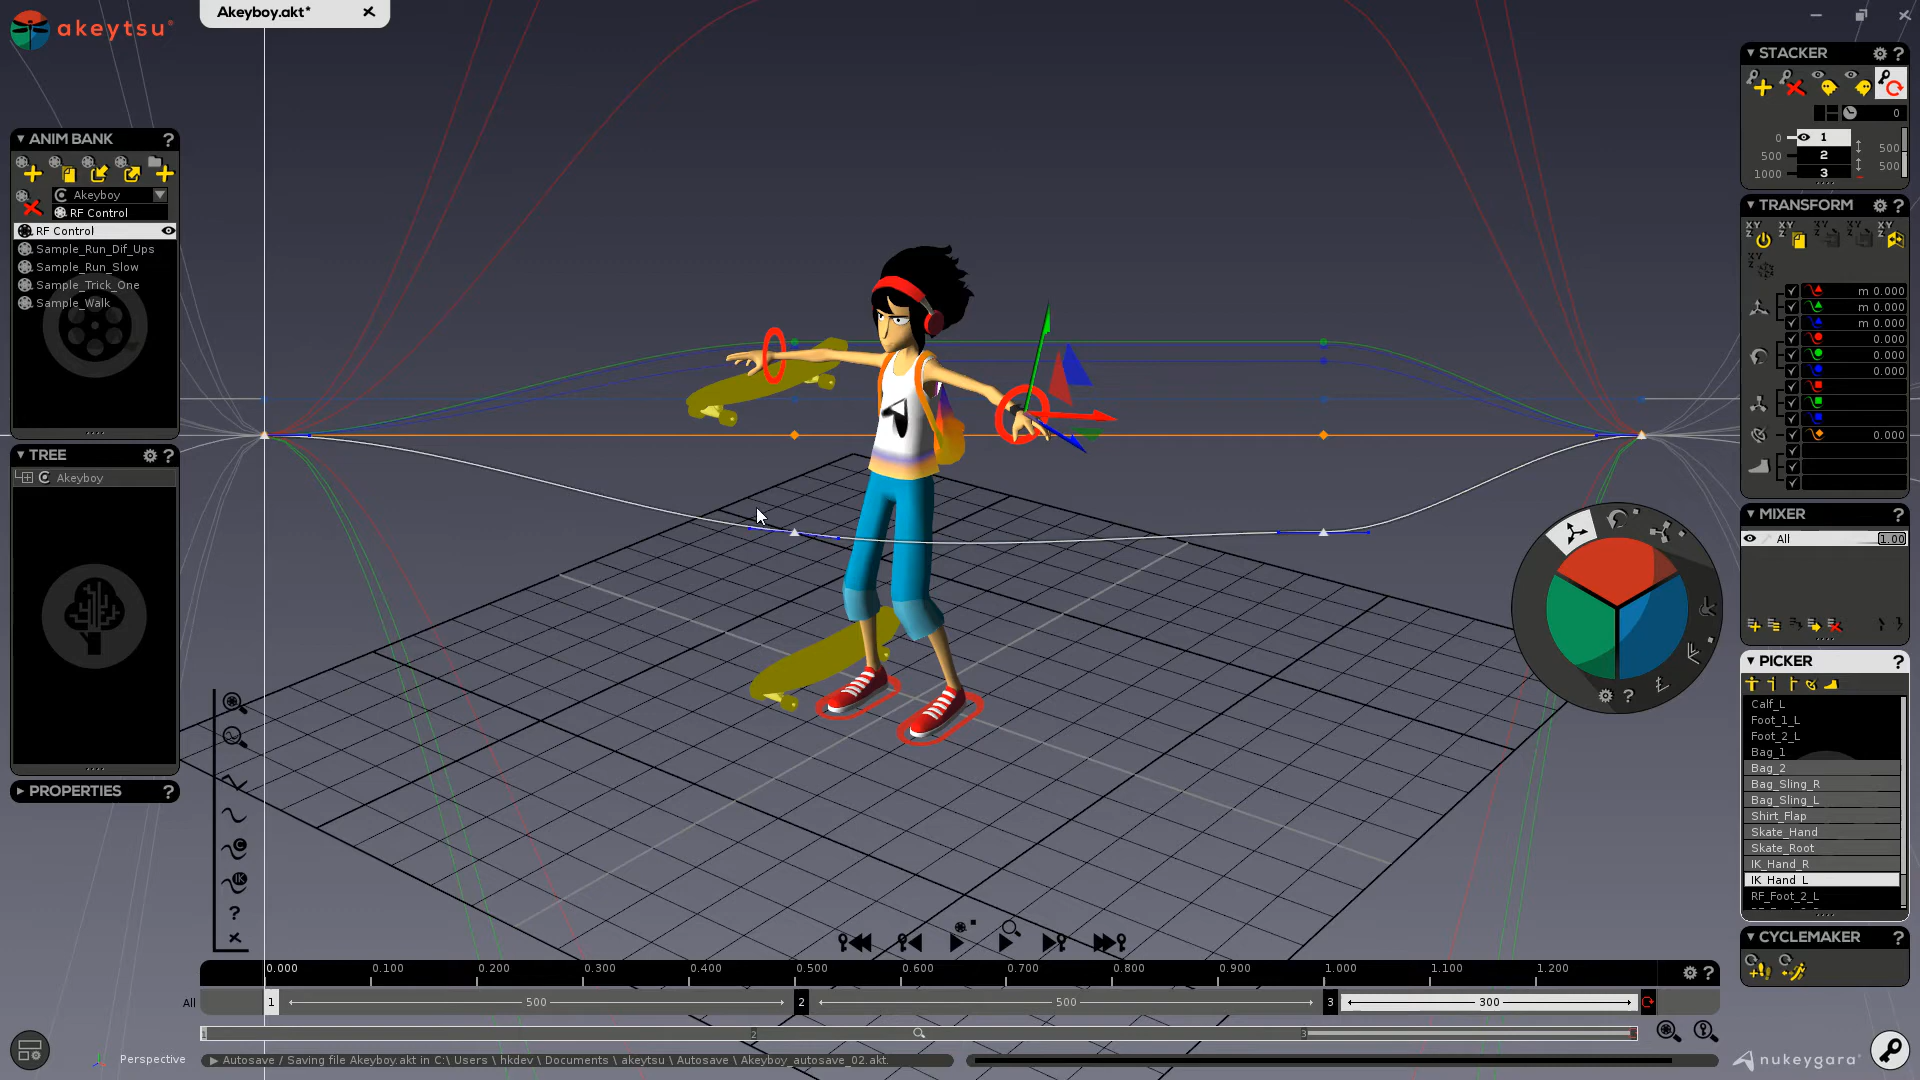 Akeyboy.akt*
akeytsu
ANIM BANK ?
Akeyboy
RF Control
RF Control
Sample_Run_Dif_Ups
Sample_Run_Slow
Sample_Trick_One
Sample_Walk
TREE ?
Akeyboy
PROPERTIES ?
STACKER ?
0
0 1
500 2 500
1000 3 500
TRANSFORM ?
m 0.000
m 0.000
m 0.000
0.000
0.000
0.000
0.000
MIXER ?
All 1.00
?
PICKER ?
Calf_L
Foot_1_L
Foot_2_L
Bag_1
Bag_2
Bag_Sling_R
Bag_Sling_L
Shirt_Flap
Skate_Hand
Skate_Root
IK_Hand_R
IK_Hand_L
RF_Foot_2_L
CYCLEMAKER ?
C
IK
?
0.000 0.100 0.200 0.300 0.400 0.500 0.600 0.700 0.800 0.900 1.000 1.100 1.200 ?
All 1 500 2 500 3 300
1 2 3
Perspective
Autosave / Saving file Akeyboy.akt in C:\ Users \ hkdev \ Documents \ akeytsu \ Autosave \ Akeyboy_autosave_02.akt.
nukeygara